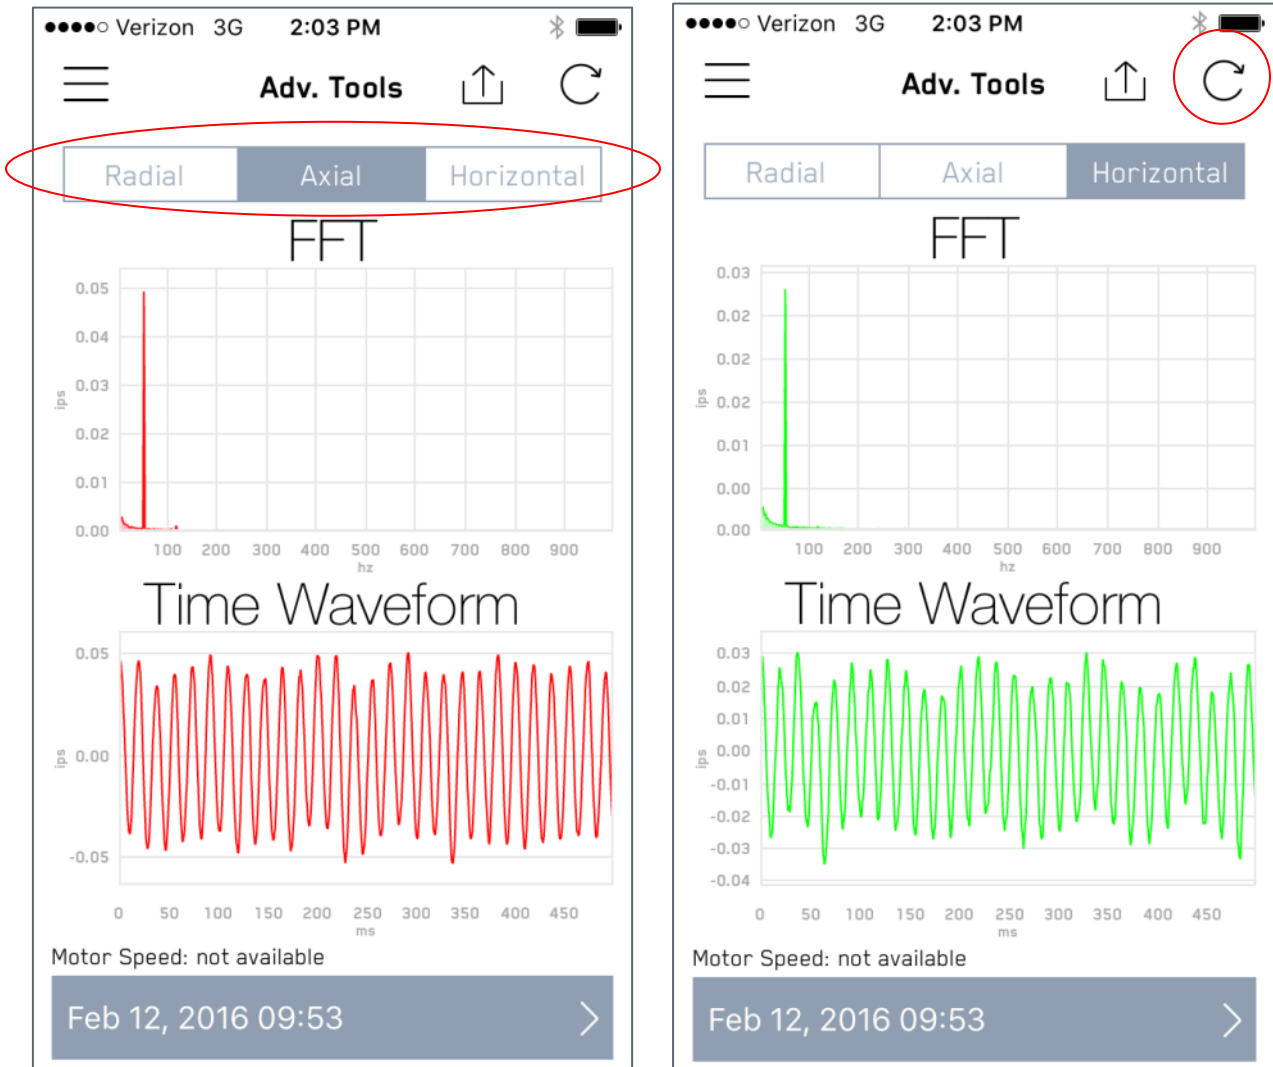 Verizon 3G 2:03 PM
Adv. Tools
Radial Axial Horizontal
FFT
0.05
0.04
0.03
0.02
0.01
0.00
ips
100 200 300 400 500 600 700 800 900
hz
Time Waveform
0.05
0.00
-0.05
ips
0 50 100 150 200 250 300 350 400 450
ms
Motor Speed: not available
Feb 12, 2016 09:53
Verizon 3G 2:03 PM
Adv. Tools
Radial Axial Horizontal
FFT
0.03
0.02
0.02
0.02
0.01
0.00
0.00
ips
100 200 300 400 500 600 700 800 900
hz
Time Waveform
0.03
0.02
0.01
0.00
-0.01
-0.02
-0.03
-0.04
ips
0 50 100 150 200 250 300 350 400 450
ms
Motor Speed: not available
Feb 12, 2016 09:53